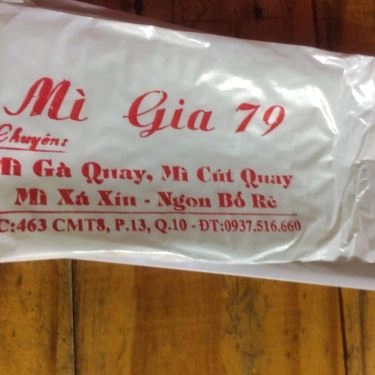 Mì Gia 79
Chuyên:
Mì Gà Quay, Mì Cút Quay
Mì Xá Xíu - Ngon Bổ Rẻ
C:463 CMT8, P.13, Q.10 - ĐT:0937.516.660